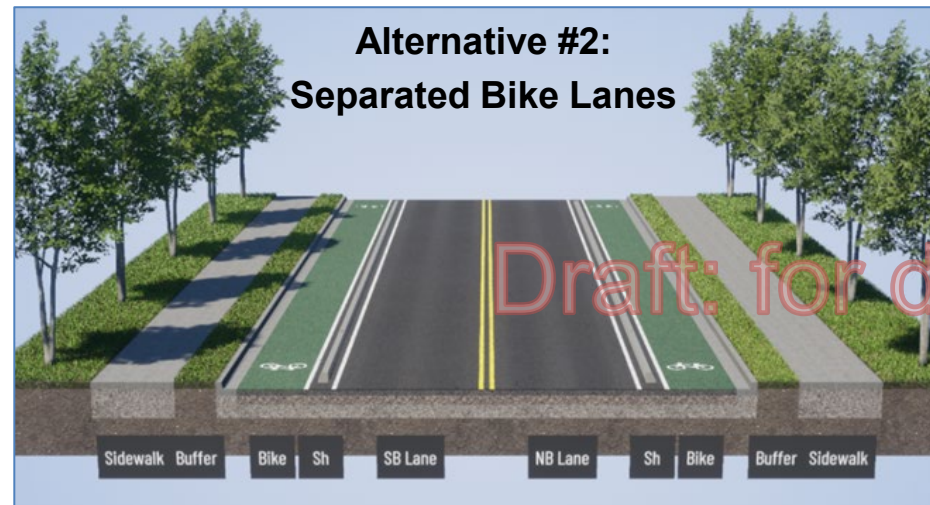 Alternative #2:
Separated Bike Lanes
Draft: for d
Sidewalk Buffer Bike Sh SB Lane NB Lane Sh Bike Buffer Sidewalk